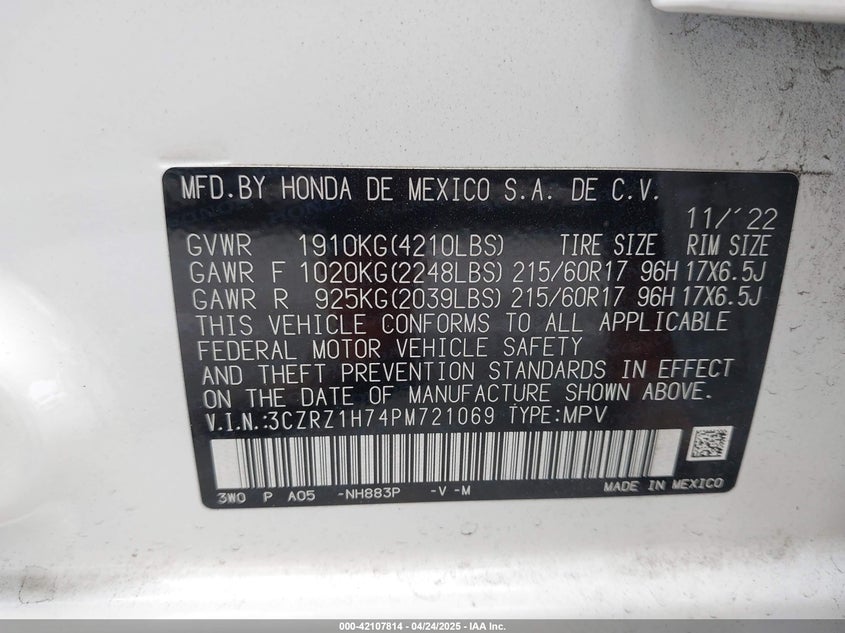 MFD.BY HONDA DE MEXICO S.A. DE C.V.
11/'22
GVWR 1910KG(4210LBS) TIRE SIZE RIM SIZE
GAWR F 1020KG(2248LBS) 215/60R17 96H 17X6.5J
GAWR R 925KG(2039LBS) 215/60R17 96H 17X6.5J
THIS VEHICLE CONFORMS TO ALL APPLICABLE
FEDERAL MOTOR VEHICLE SAFETY
AND THEFT PREVENTION STANDARDS IN EFFECT
ON THE DATE OF MANUFACTURE SHOWN ABOVE.
V.I.N.:3CZRZ1H74PM721069 TYPE:MPV
3W0 P A05 -NH883P -V -M MADE IN MEXICO
000-42107814 - 04/24/2025 - IAA Inc.